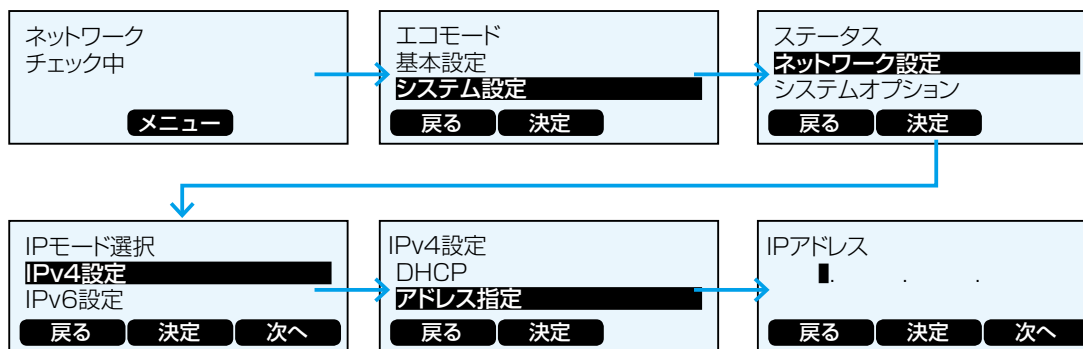 ネットワーク
チェック中
メニュー
エコモード
基本設定
システム設定
戻る 決定
ステータス
ネットワーク設定
システムオプション
戻る 決定
IPモード選択
IPv4設定
IPv6設定
戻る 決定 次へ
IPv4設定
DHCP
アドレス指定
戻る 決定
IPアドレス
. . .
戻る 決定 次へ